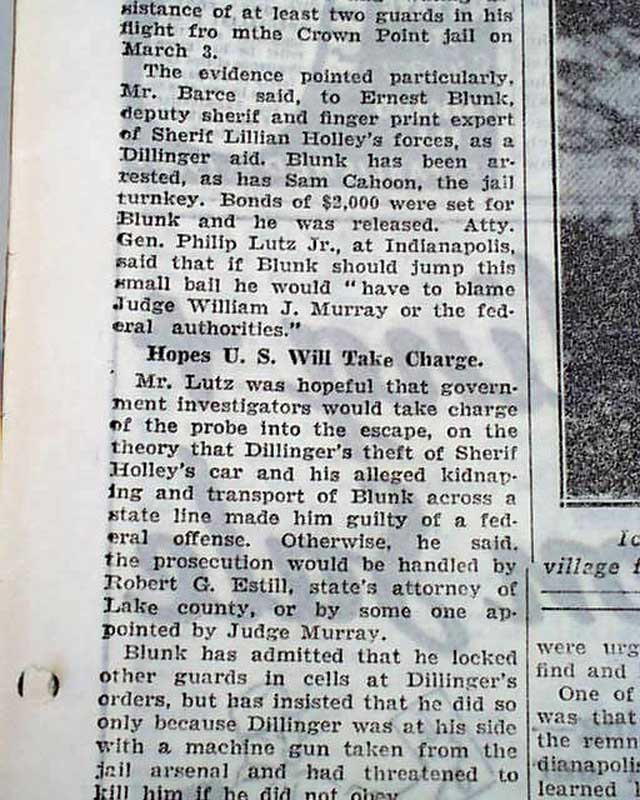 sistance of at least two guards in his
flight fro mthe Crown Point jail on
March 3.
The evidence pointed particularly,
Mr. Barce said, to Ernest Blunk,
deputy sherif and finger print expert
of Sherif Lillian Holley's forces, as a
Dillinger aid. Blunk has been ar-
rested, as has Sam Cahoon, the jail
turnkey. Bonds of $2,000 were set for
Blunk and he was released. Atty.
Gen. Philip Lutz Jr., at Indianapolis,
said that if Blunk should jump this
small bail he would "have to blame
Judge William J. Murray or the fed-
eral authorities."
Hopes U. S. Will Take Charge.
Mr. Lutz was hopeful that govern-
ment investigators would take charge
of the probe into the escape, on the
theory that Dillinger's theft of Sherif
Holley's car and his alleged kidnap-
ing and transport of Blunk across a
state line made him guilty of a fed-
eral offense. Otherwise, he said,
the prosecution would be handled by
Robert G. Estill, state's attorney of
Lake county, or by some one ap-
pointed by Judge Murray.
Blunk has admitted that he locked
other guards in cells at Dillinger's
orders, but has insisted that he did so
only because Dillinger was at his side
with a machine gun taken from the
jail arsenal and had threatened to
kill him if he did not obey
Ic
village f
were urg
find and
One of
was that
the remn
dianapolis
learned